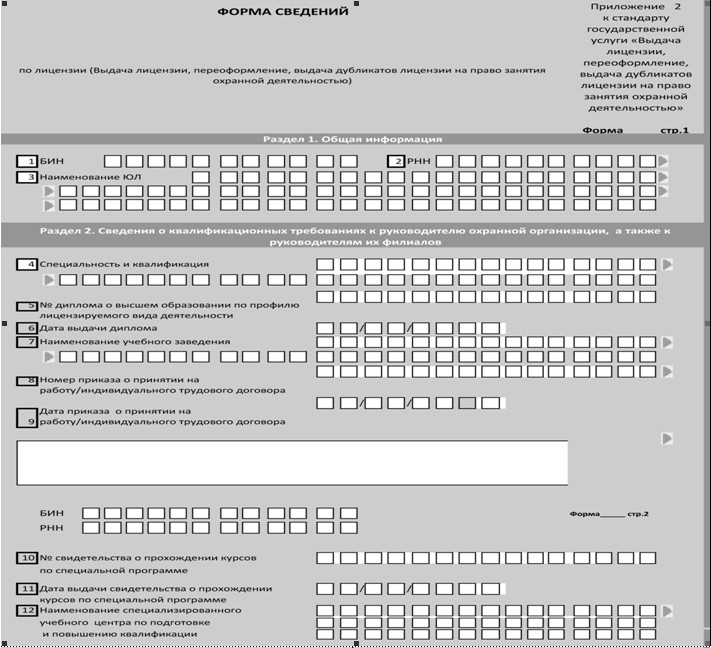 ФОРМА СВЕДЕНИЙ
Приложение 2
к стандарту
государственной
услуги «Выдача
лицензии,
переоформление,
выдача дубликатов
лицензии на право
занятия охранной
деятельностью»
по лицензии (Выдача лицензии, переоформление, выдача дубликатов лицензии на право занятия
охранной деятельностью)
Форма стр.1
Раздел 1. Общая информация
1 БИН 2 РНН
3 Наименование ЮЛ
Раздел 2. Сведения о квалификационных требованиях к руководителю охранной организации, а также к
руководителям их филиалов
4 Специальность и квалификация
5 № диплома о высшем образовании по профилю
лицензируемого вида деятельности
6 Дата выдачи диплома / /
7 Наименование учебного заведения
8 Номер приказа о принятии на
работу/индивидуального трудового договора
/ /
Дата приказа о принятии на
9 работу/индивидуального трудового договора
БИН Форма_____ стр.2
РНН
10 № свидетельства о прохождении курсов
по специальной программе
11 Дата выдачи свидетельства о прохождении / /
курсов по специальной программе
12 Наименование специализированного
учебного центра по подготовке
и повышению квалификации